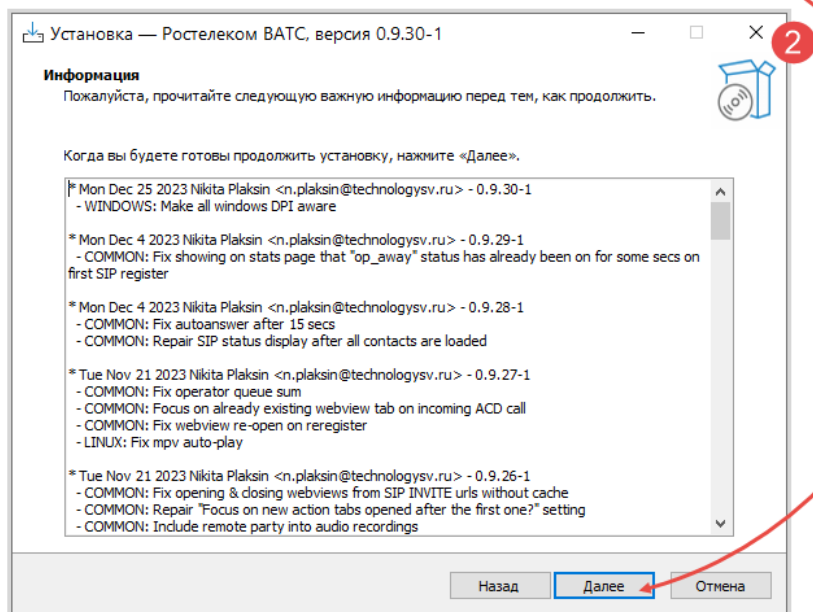 Установка — Ростелеком ВАТС, версия 0.9.30-1
2
Информация
Пожалуйста, прочитайте следующую важную информацию перед тем, как продолжить.
Когда вы будете готовы продолжить установку, нажмите «Далее».
* Mon Dec 25 2023 Nikita Plaksin <n.plaksin@technologysv.ru> - 0.9.30-1
- WINDOWS: Make all windows DPI aware
* Mon Dec 4 2023 Nikita Plaksin <n.plaksin@technologysv.ru> - 0.9.29-1
- COMMON: Fix showing on stats page that "op_away" status has already been on for some secs on
first SIP register
* Mon Dec 4 2023 Nikita Plaksin <n.plaksin@technologysv.ru> - 0.9.28-1
- COMMON: Fix autoanswer after 15 secs
- COMMON: Repair SIP status display after all contacts are loaded
* Tue Nov 21 2023 Nikita Plaksin <n.plaksin@technologysv.ru> - 0.9.27-1
- COMMON: Fix operator queue sum
- COMMON: Focus on already existing webview tab on incoming ACD call
- COMMON: Fix webview re-open on reregister
- LINUX: Fix mpv auto-play
* Tue Nov 21 2023 Nikita Plaksin <n.plaksin@technologysv.ru> - 0.9.26-1
- COMMON: Fix opening & closing webviews from SIP INVITE urls without cache
- COMMON: Repair "Focus on new action tabs opened after the first one?" setting
- COMMON: Include remote party into audio recordings
Назад Далее Отмена